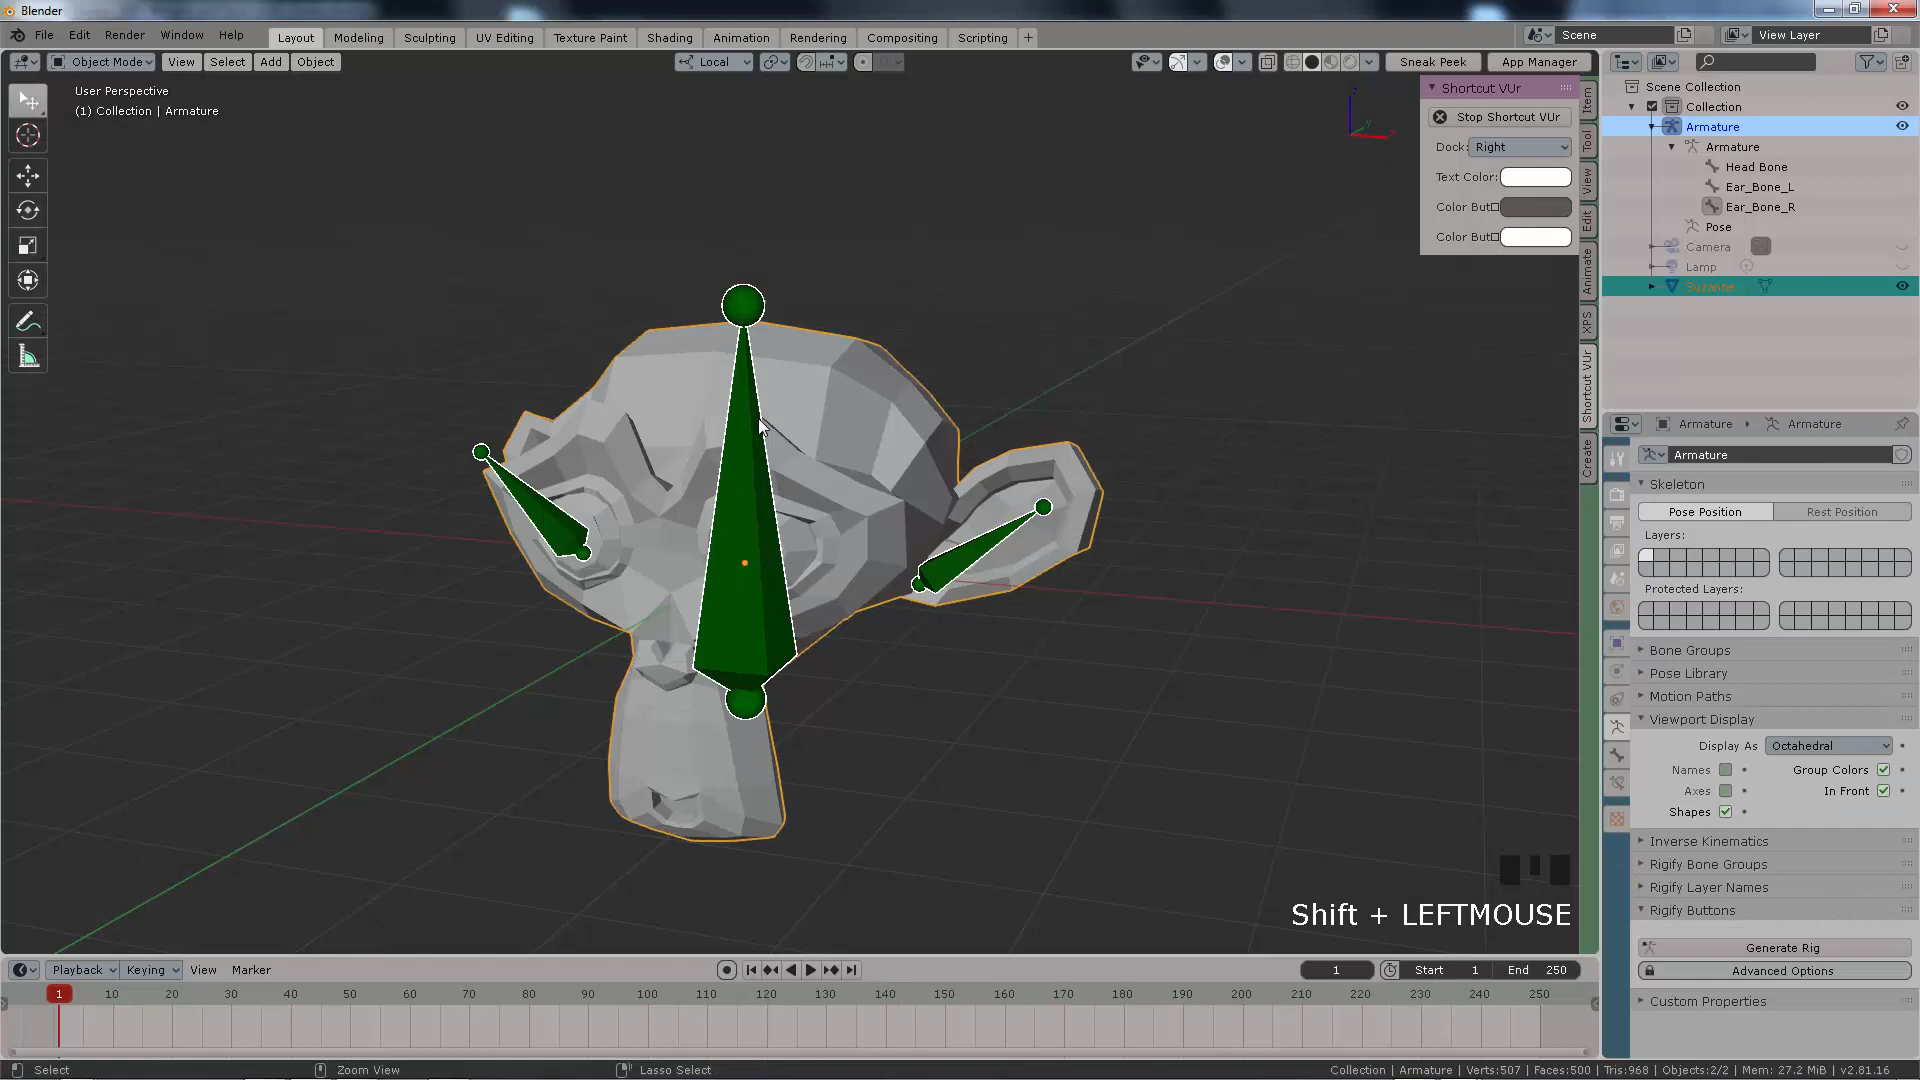 Blender
File Edit Render Window Help Layout Modeling Sculpting UV Editing Texture Paint Shading Animation Rendering Compositing Scripting + Scene View Layer
Object Mode View Select Add Object Local Sneak Peek App Manager
User Perspective
(1) Collection | Armature
Shortcut VUr
Stop Shortcut VUr
Dock: Right
Text Color:
Color But
Color But
Item
Tool
View
Edit
Animate
XPS
Shortcut VUr
Create
Scene Collection
Collection
Armature
Armature
Head Bone
Ear_Bone_L
Ear_Bone_R
Pose
Camera
Lamp
Suzanne
Armature Armature
Armature
Skeleton
Pose Position Rest Position
Layers:
Protected Layers:
Bone Groups
Pose Library
Motion Paths
Viewport Display
Display As Octahedral
Names Group Colors
Axes In Front
Shapes
Inverse Kinematics
Rigify Bone Groups
Rigify Layer Names
Rigify Buttons
Generate Rig
Advanced Options
Custom Properties
Shift + LEFTMOUSE
Playback Keying View Marker 1 Start 1 End 250
1 10 20 30 40 50 60 70 80 90 100 110 120 130 140 150 160 170 180 190 200 210 220 230 240 250
Select Zoom View Lasso Select Collection | Armature | Verts:507 | Faces:500 | Tris:968 | Objects:2/2 | Mem: 27.2 MiB | v2.81.16